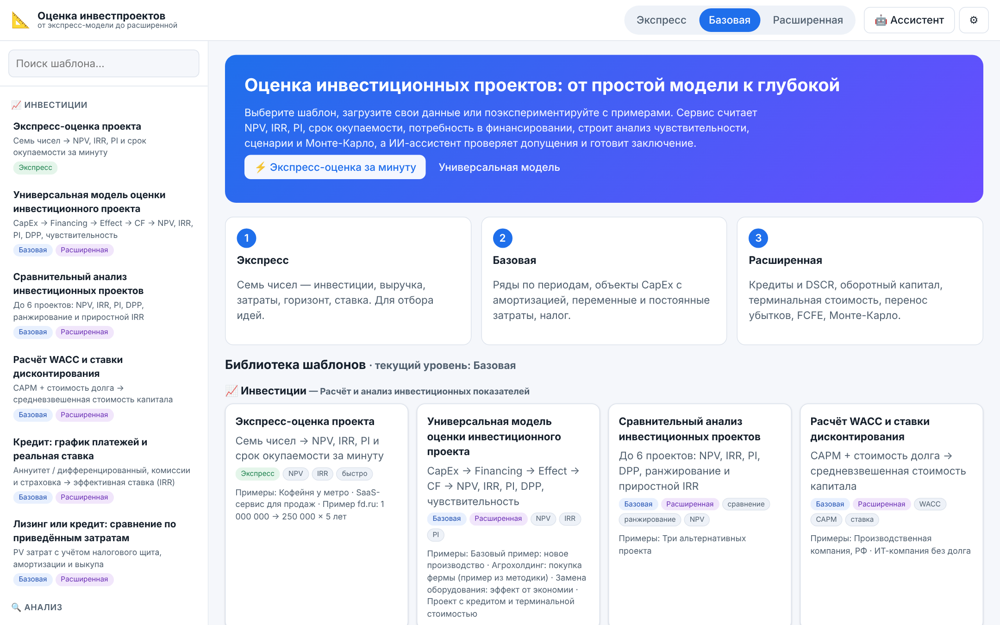 Оценка инвестпроектов
от экспресс-модели до расширенной
Экспресс
Базовая
Расширенная
Ассистент
Поиск шаблона...
ИНВЕСТИЦИИ
Экспресс-оценка проекта
Семь чисел → NPV, IRR, PI и срок
окупаемости за минуту
Экспресс
Универсальная модель оценки
инвестиционного проекта
CapEx → Financing → Effect → CF → NPV, IRR,
PI, DPP, чувствительность
Базовая Расширенная
Сравнительный анализ
инвестиционных проектов
До 6 проектов: NPV, IRR, PI, DPP,
ранжирование и приростной IRR
Базовая Расширенная
Расчёт WACC и ставки
дисконтирования
CAPM + стоимость долга →
средневзвешенная стоимость капитала
Базовая Расширенная
Кредит: график платежей и
реальная ставка
Аннуитет / дифференцированный, комиссии
и страховка → эффективная ставка (IRR)
Базовая Расширенная
Лизинг или кредит: сравнение по
приведённым затратам
PV затрат с учётом налогового щита,
амортизации и выкупа
Базовая Расширенная
АНАЛИЗ
Оценка инвестиционных проектов: от простой модели к глубокой
Выберите шаблон, загрузите свои данные или поэкспериментируйте с примерами. Сервис считает
NPV, IRR, PI, срок окупаемости, потребность в финансировании, строит анализ чувствительности,
сценарии и Монте-Карло, а ИИ-ассистент проверяет допущения и готовит заключение.
⚡ Экспресс-оценка за минуту
Универсальная модель
1
Экспресс
Семь чисел — инвестиции, выручка,
затраты, горизонт, ставка. Для отбора
идей.
2
Базовая
Ряды по периодам, объекты CapEx с
амортизацией, переменные и постоянные
затраты, налог.
3
Расширенная
Кредиты и DSCR, оборотный капитал,
терминальная стоимость, перенос
убытков, FCFE, Монте-Карло.
Библиотека шаблонов · текущий уровень: Базовая
Инвестиции — Расчёт и анализ инвестиционных показателей
Экспресс-оценка проекта
Семь чисел → NPV, IRR, PI и
срок окупаемости за минуту
Экспресс NPV IRR быстро
Примеры: Кофейня у метро · SaaS-
сервис для продаж · Пример fd.ru: 1
000 000 → 250 000 × 5 лет
Универсальная модель
оценки инвестиционного
проекта
CapEx → Financing → Effect →
CF → NPV, IRR, PI, DPP,
чувствительность
Базовая Расширенная NPV IRR
PI
Примеры: Базовый пример: новое
производство · Агрохолдинг: покупка
фермы (пример из методики) · Замена
оборудования: эффект от экономии ·
Проект с кредитом и терминальной
стоимостью
Сравнительный анализ
инвестиционных проектов
До 6 проектов: NPV, IRR, PI,
DPP, ранжирование и
приростной IRR
Базовая Расширенная сравнение
ранжирование NPV
Примеры: Три альтернативных
проекта
Расчёт WACC и ставки
дисконтирования
CAPM + стоимость долга →
средневзвешенная стоимость
капитала
Базовая Расширенная WACC
CAPM ставка
Примеры: Производственная
компания, РФ · ИТ-компания без долга